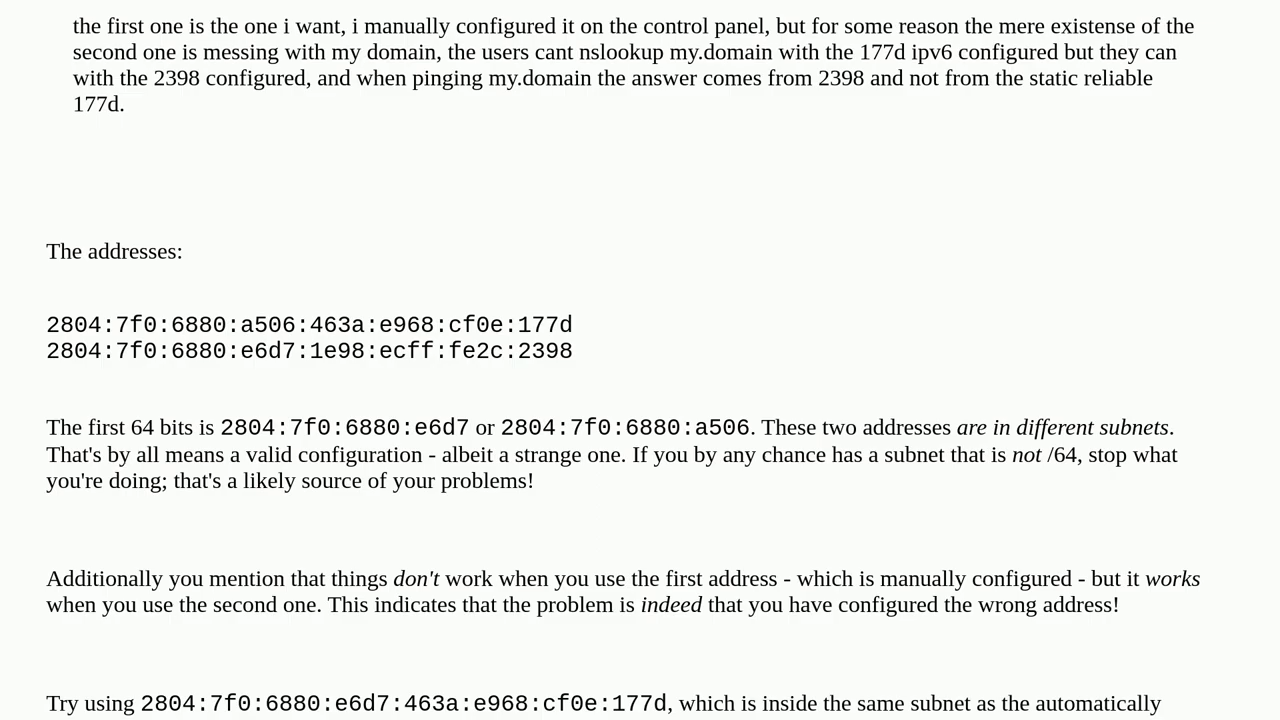 the first one is the one i want, i manually configured it on the control panel, but for some reason the mere existense of the
second one is messing with my domain, the users cant nslookup my.domain with the 177d ipv6 configured but they can
with the 2398 configured, and when pinging my.domain the answer comes from 2398 and not from the static reliable
177d.
The addresses:
2804:7f0:6880:a506:463a:e968:cf0e:177d
2804:7f0:6880:e6d7:1e98:ecff:fe2c:2398
The first 64 bits is 2804:7f0:6880:e6d7 or 2804:7f0:6880:a506. These two addresses are in different subnets.
That's by all means a valid configuration - albeit a strange one. If you by any chance has a subnet that is not /64, stop what
you're doing; that's a likely source of your problems!
Additionally you mention that things don't work when you use the first address - which is manually configured - but it works
when you use the second one. This indicates that the problem is indeed that you have configured the wrong address!
Try using 2804:7f0:6880:e6d7:463a:e968:cf0e:177d, which is inside the same subnet as the automatically